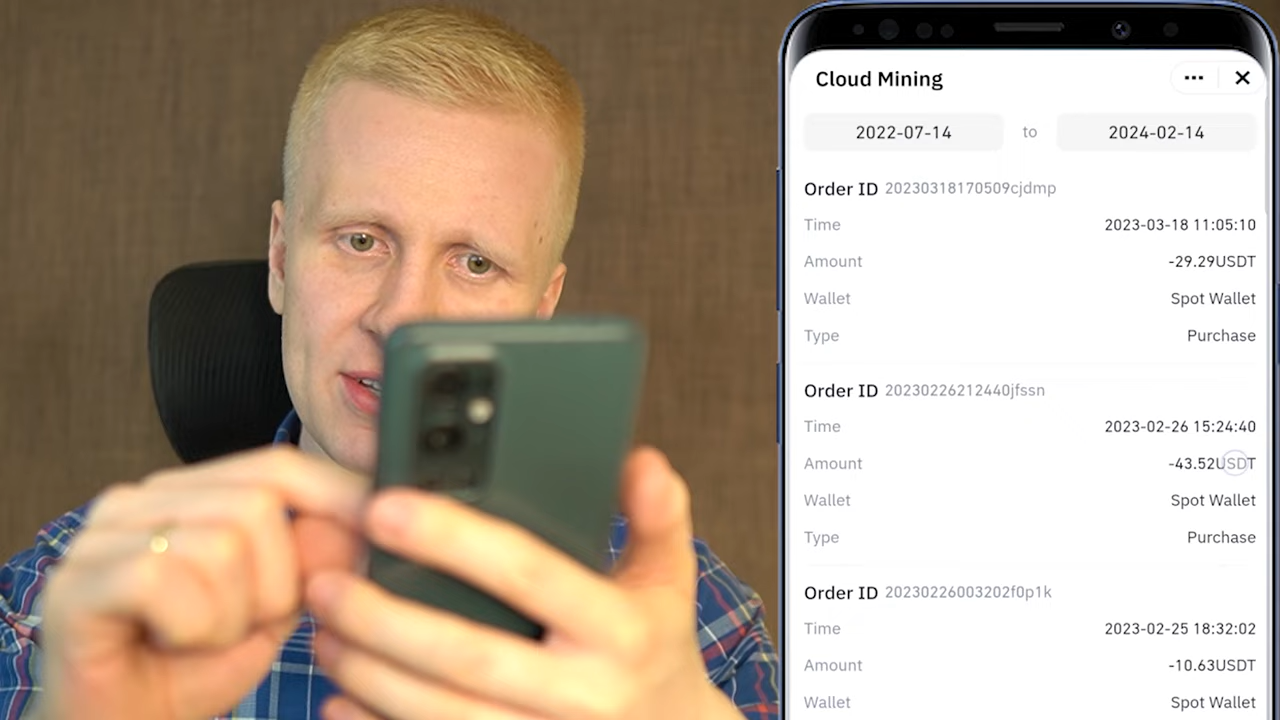 Cloud Mining
2022-07-14 to 2024-02-14
Order ID 20230318170509cjdmp
Time 2023-03-18 11:05:10
Amount -29.29USDT
Wallet Spot Wallet
Type Purchase
Order ID 20230226212440jfssn
Time 2023-02-26 15:24:40
Amount -43.52USDT
Wallet Spot Wallet
Type Purchase
Order ID 20230226003202f0p1k
Time 2023-02-25 18:32:02
Amount -10.63USDT
Wallet Spot Wallet